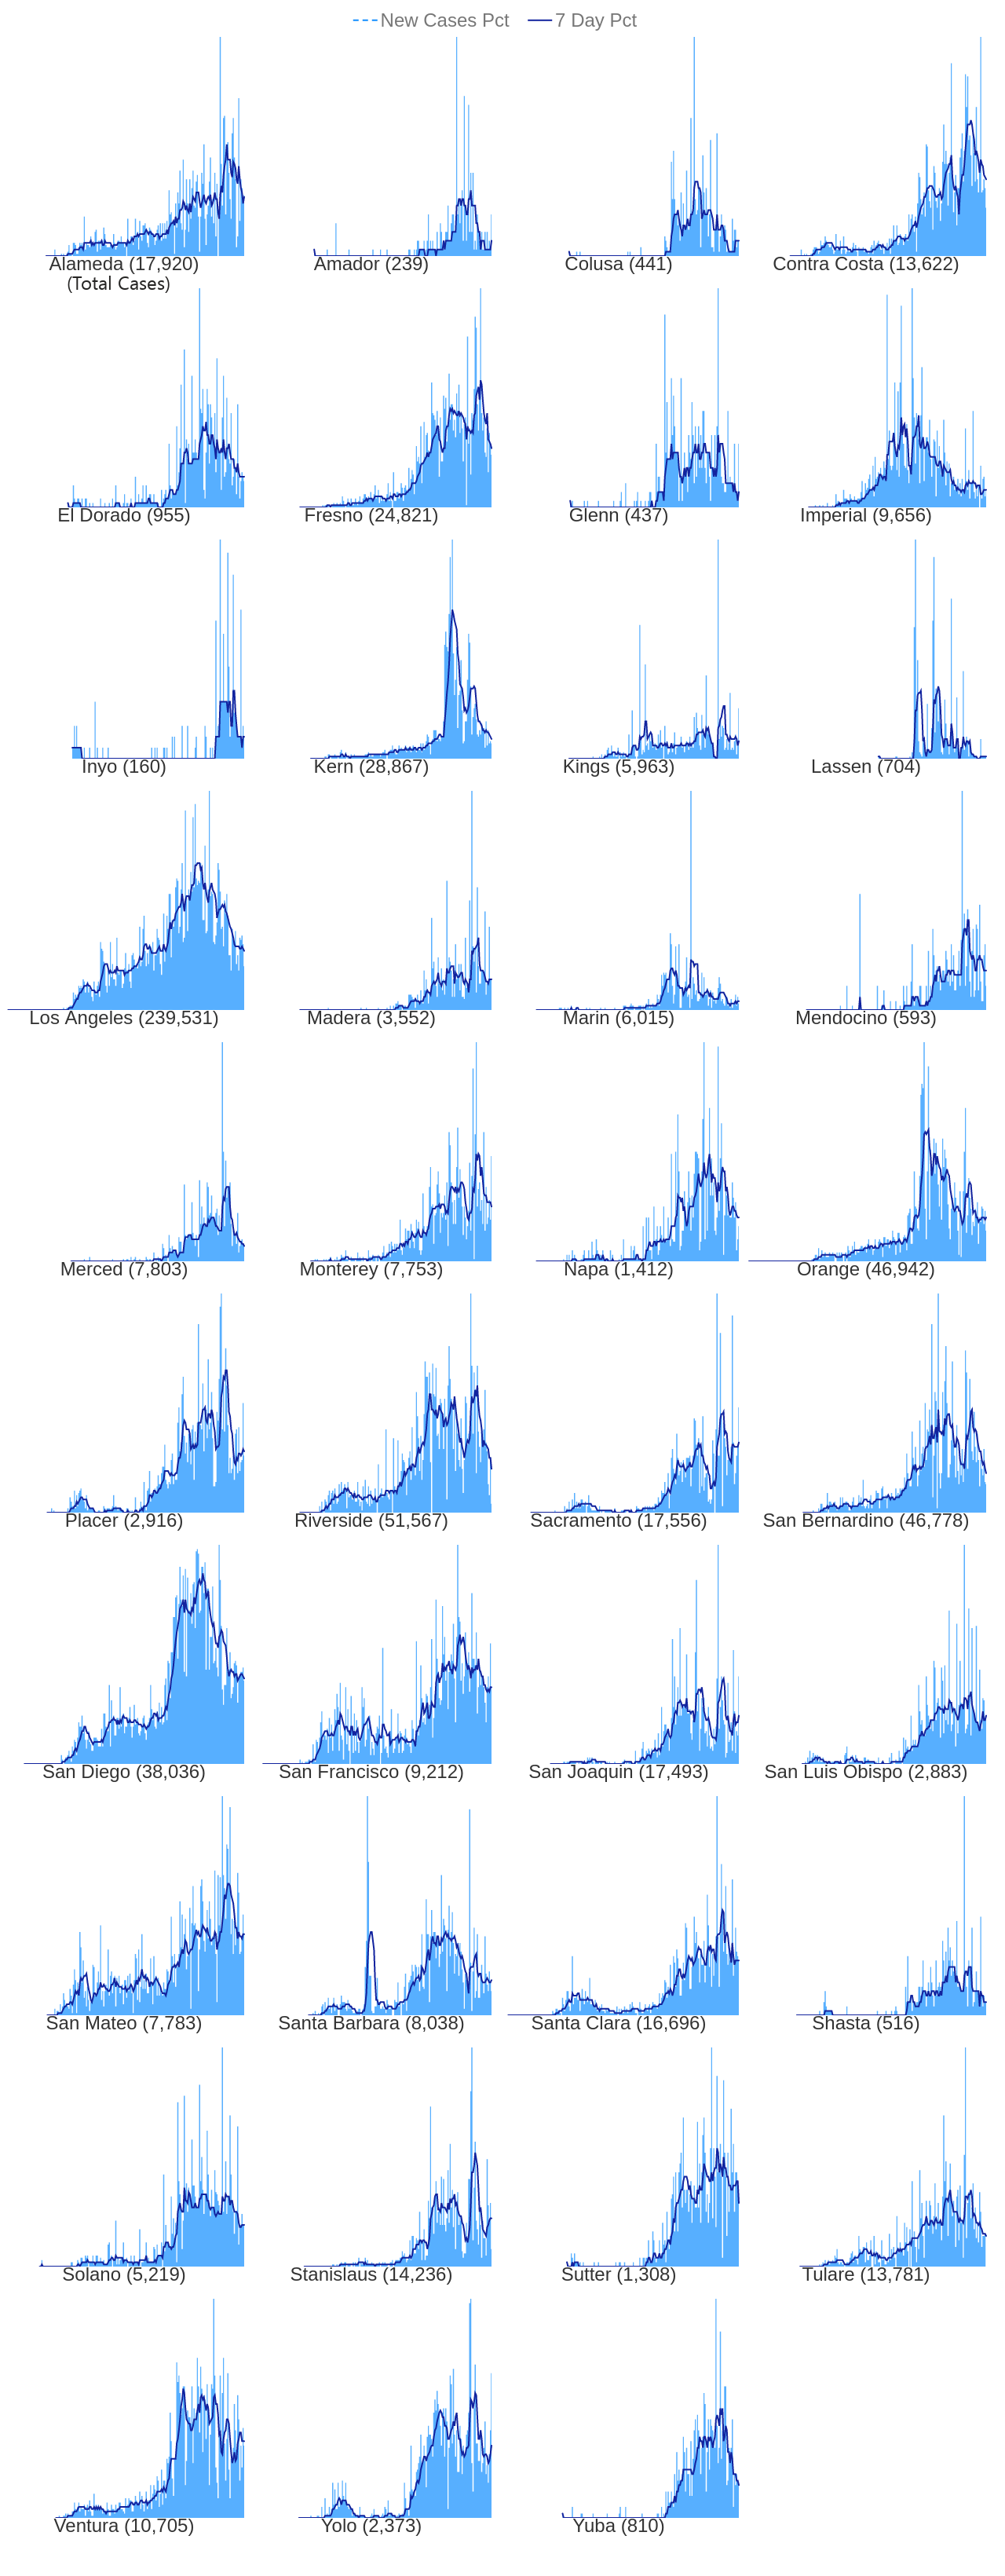 New Cases Pct 7 Day Pct
Alameda (17,920) Amador (239) Colusa (441) Contra Costa (13,622)
(Total Cases)
El Dorado (955) Fresno (24,821) Glenn (437) Imperial (9,656)
Inyo (160) Kern (28,867) Kings (5,963) Lassen (704)
Los Angeles (239,531) Madera (3,552) Marin (6,015) Mendocino (593)
Merced (7,803) Monterey (7,753) Napa (1,412) Orange (46,942)
Placer (2,916) Riverside (51,567) Sacramento (17,556) San Bernardino (46,778)
San Diego (38,036) San Francisco (9,212) San Joaquin (17,493) San Luis Obispo (2,883)
San Mateo (7,783) Santa Barbara (8,038) Santa Clara (16,696) Shasta (516)
Solano (5,219) Stanislaus (14,236) Sutter (1,308) Tulare (13,781)
Ventura (10,705) Yolo (2,373) Yuba (810)